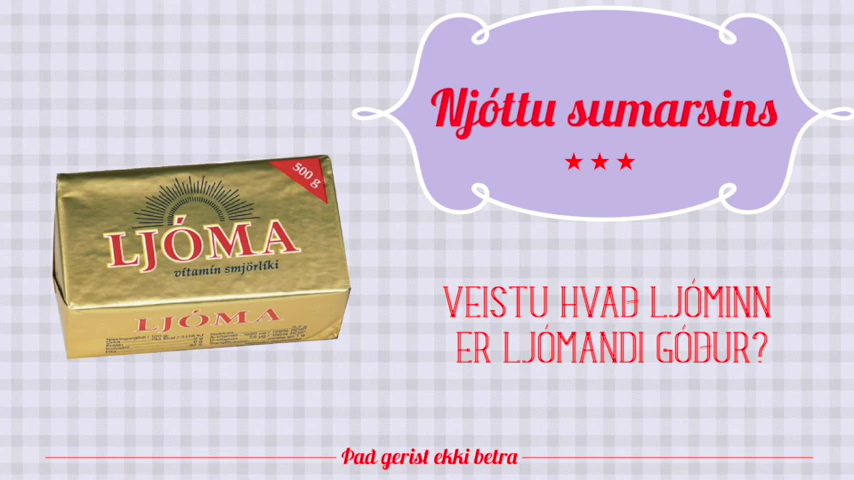 Njóttu sumarsins
500 g
LJÓMA
vítamín smjörlíki
LJÓMA
VEISTU HVAÐ LJÓMINN
ER LJÓMANDI GÓÐUR?
Það gerist ekki betra